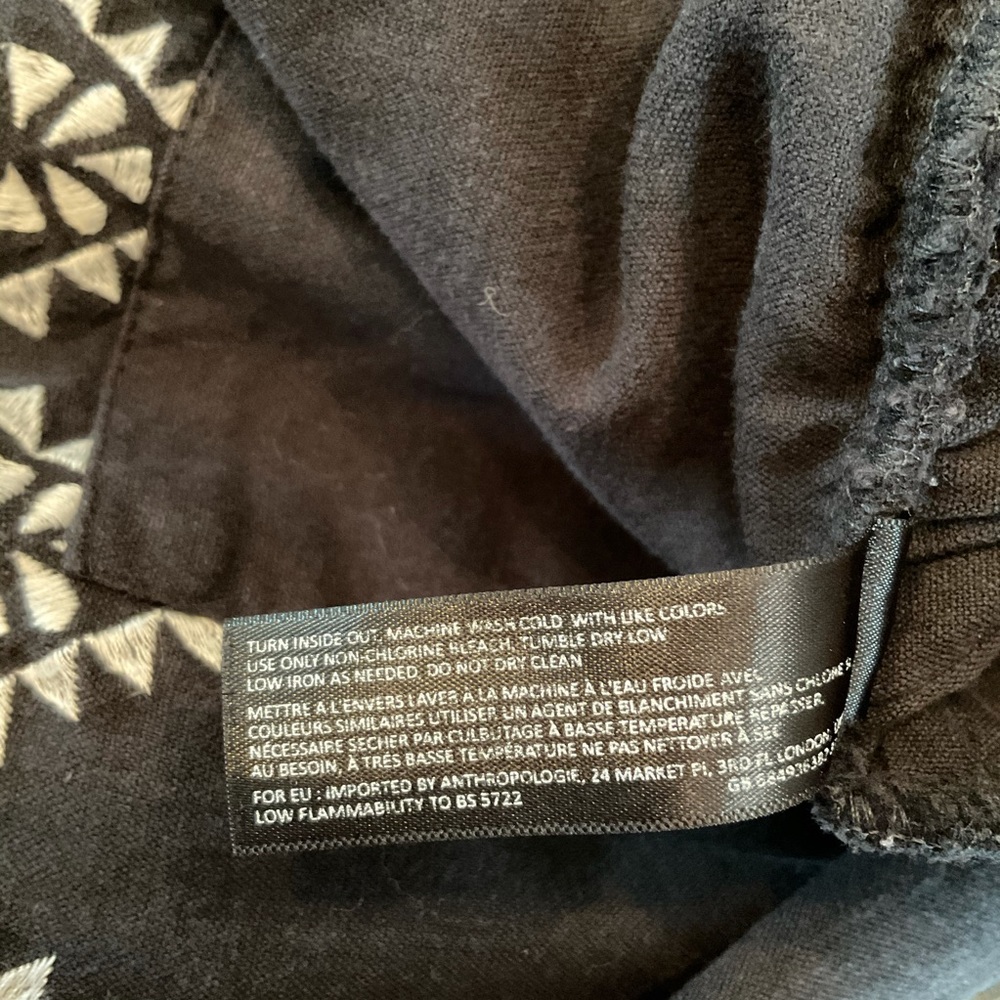 TURN INSIDE OUT, MACHINE WASH COLD WITH LIKE COLORS
USE ONLY NON-CHLORINE BLEACH, TUMBLE DRY LOW
LOW IRON AS NEEDED, DO NOT DRY CLEAN
METTRE A L'ENVERS LAVER A LA MACHINE À L'EAU FROIDE AVEC
COULEURS SIMILAIRES UTILISER UN AGENT DE BLANCHIMENT SANS CHLORE
NÉCESSAIRE SECHER PAR CULBUTAGE À BASSE TEMPERATURE REPASSER
AU BESOIN, À TRÈS BASSE TEMPÉRATURE NE PAS NETTOYER À SEC
FOR EU : IMPORTED BY ANTHROPOLOGIE, 24 MARKET Pl, 3RD FL LONDON,
LOW FLAMMABILITY TO BS 5722 GB